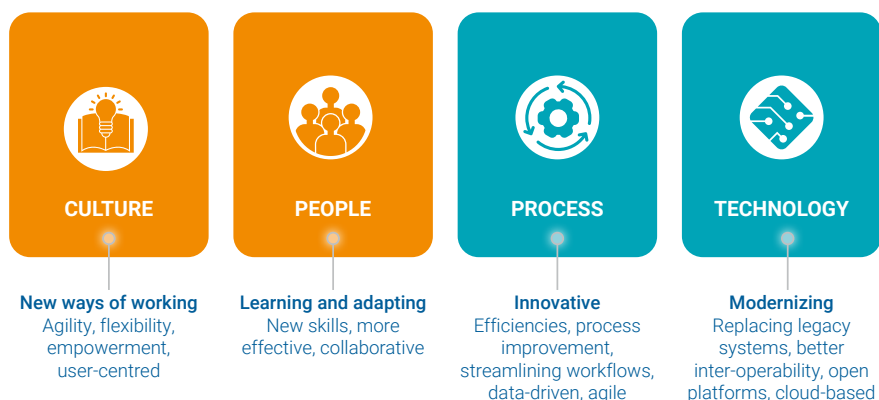 CULTURE
New ways of working
Agility, flexibility,
empowerment,
user-centred
PEOPLE
Learning and adapting
New skills, more
effective, collaborative
PROCESS
Innovative
Efficiencies, process
improvement,
streamlining workflows,
data-driven, agile
TECHNOLOGY
Modernizing
Replacing legacy
systems, better
inter-operability, open
platforms, cloud-based